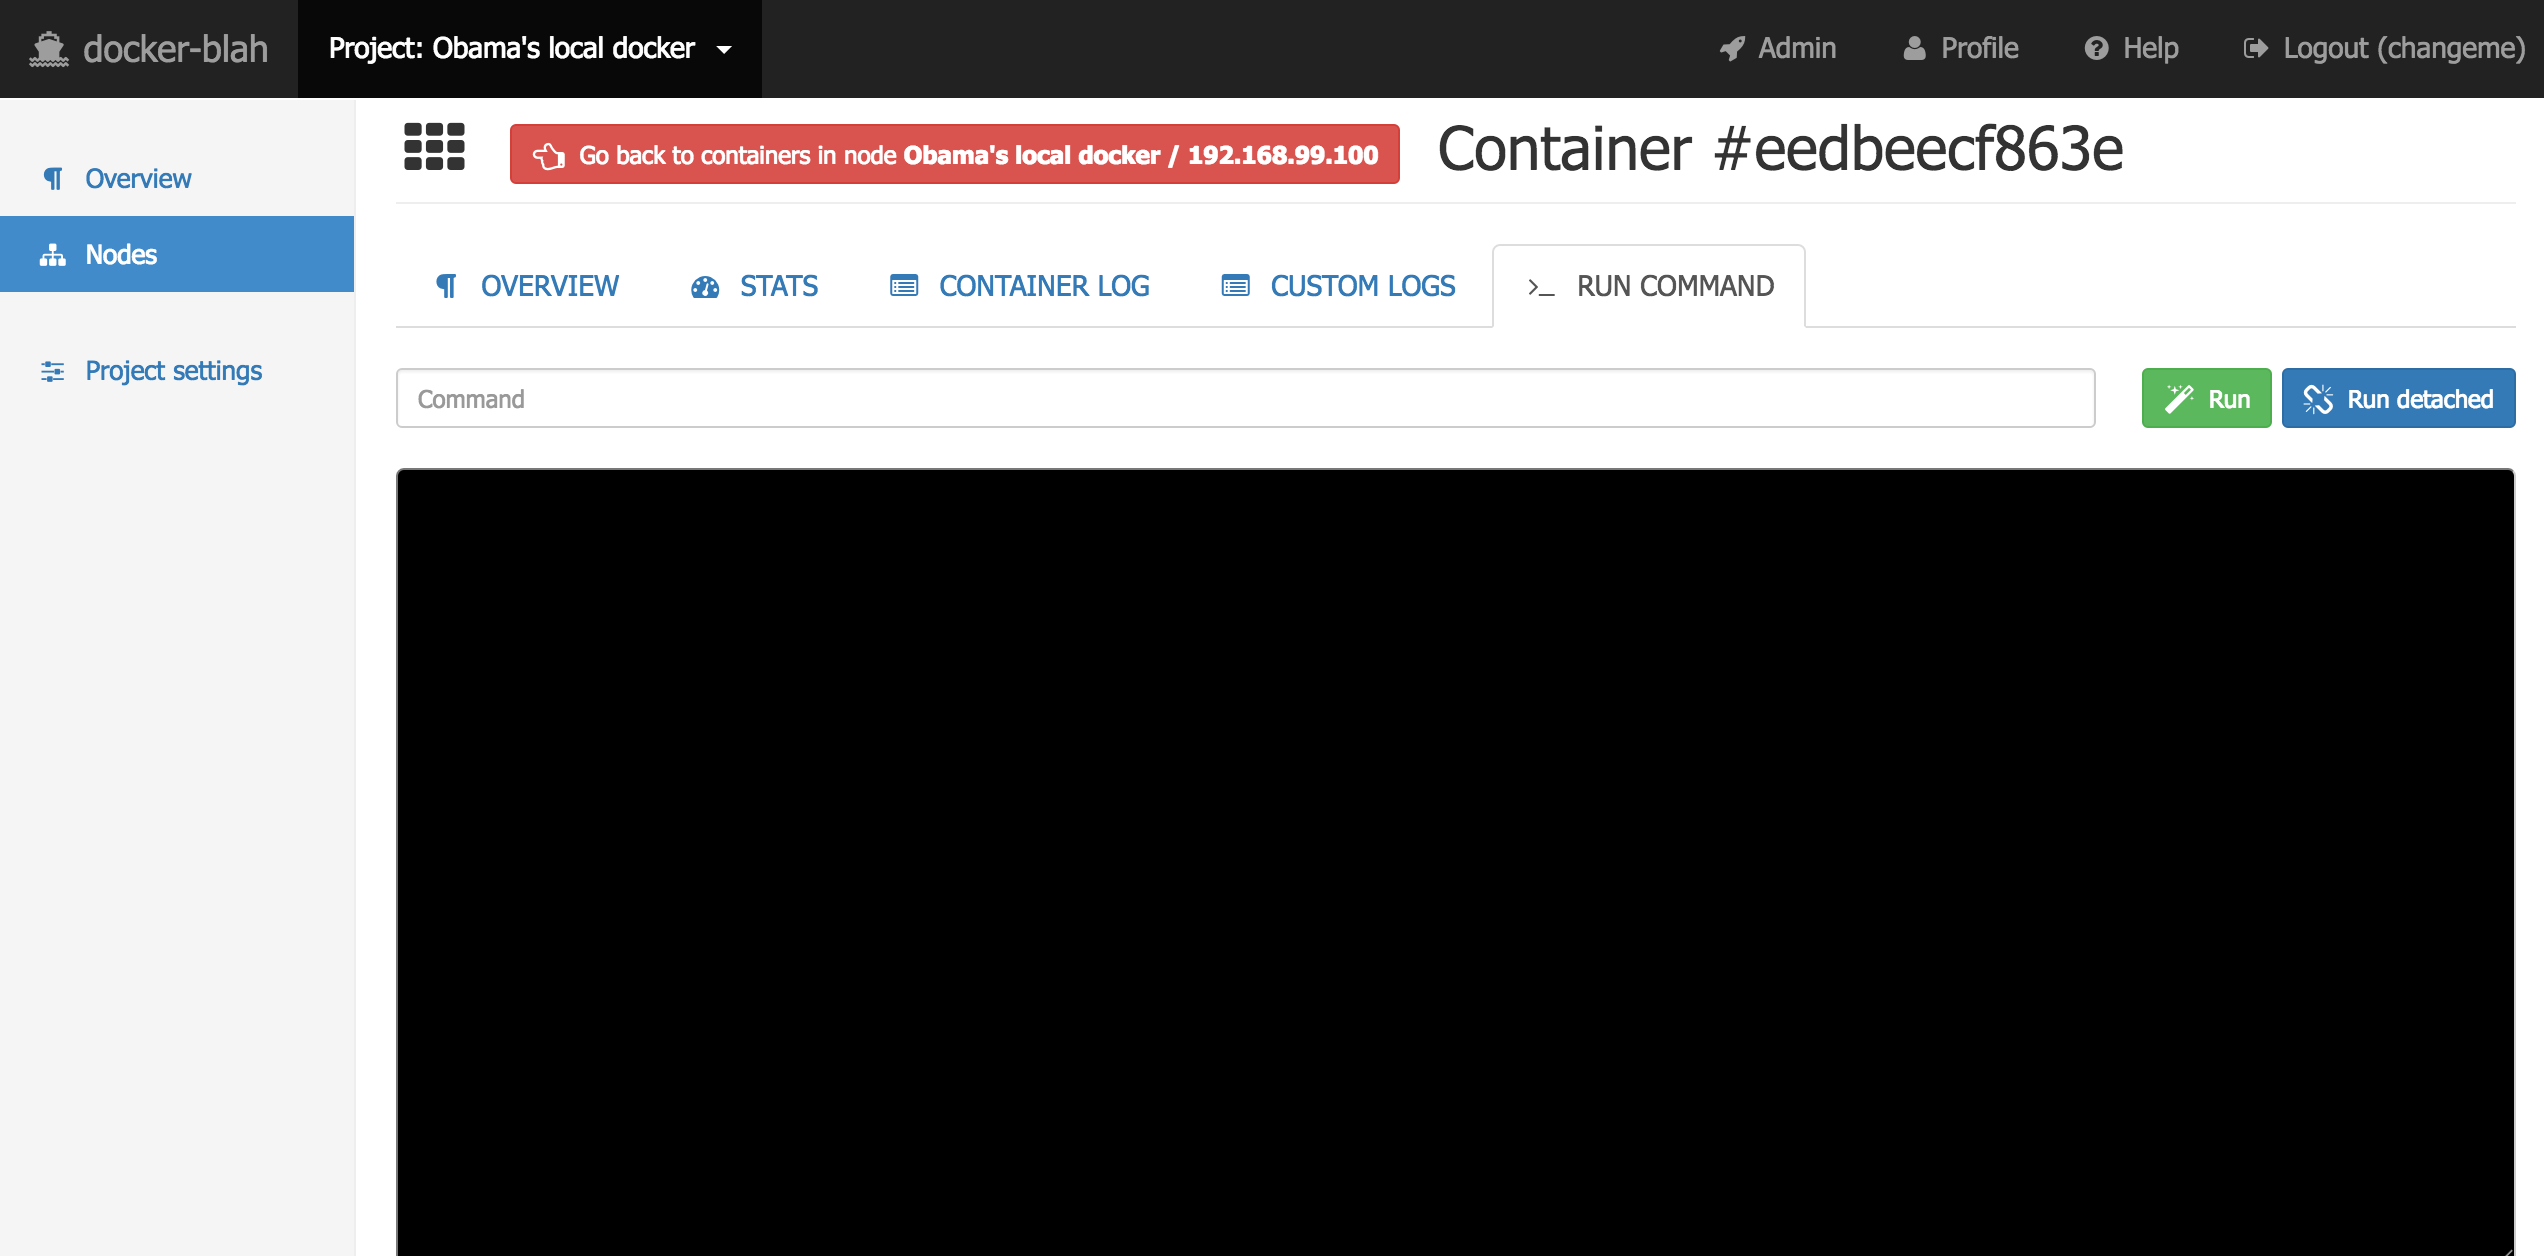 docker-blah
Project: Obama's local docker
Admin
Profile
Help
Logout (changeme)
Overview
Nodes
Project settings
Go back to containers in node Obama's local docker / 192.168.99.100
Container #eedbeecf863e
OVERVIEW
STATS
CONTAINER LOG
CUSTOM LOGS
RUN COMMAND
Command
Run
Run detached